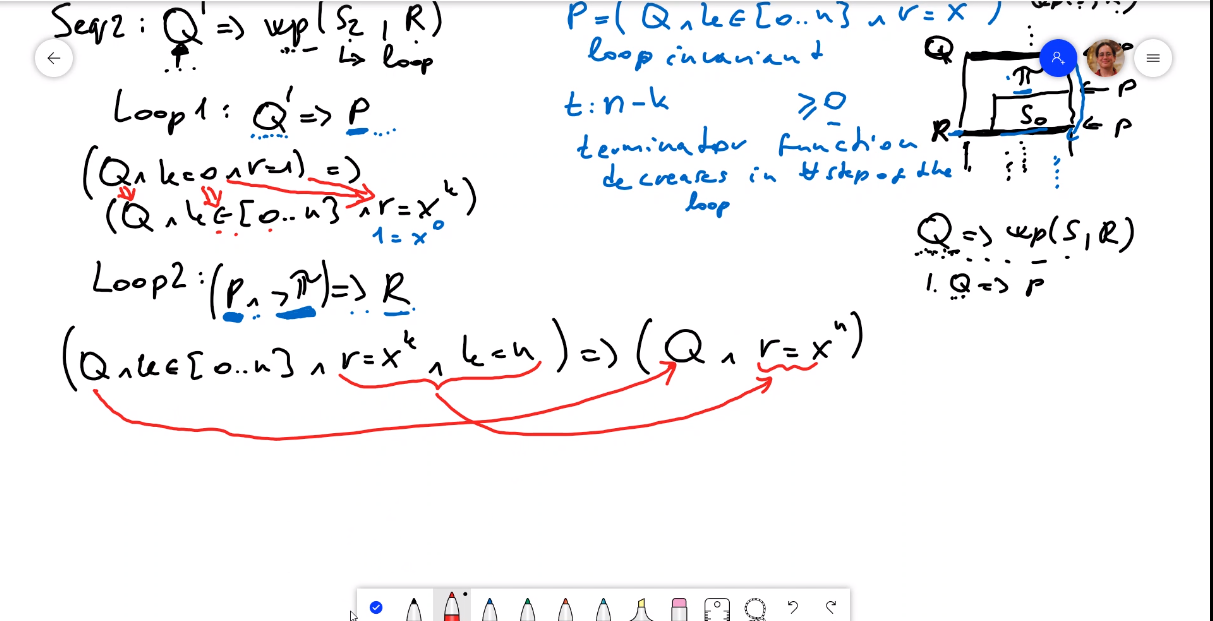 Seq2 : Q' => wp(S₂, R)
↳ loop
Loop1 : Q' => P
(Q ∧ k=0 ∧ r=1) =>
(Q ∧ k ∈ [0..n] ∧ r = x^k)
1 = x^0
Loop2 : (P ∧ ¬π) => R
(Q ∧ k ∈ [0..n] ∧ r = x^k ∧ k = n) => (Q ∧ r = x^n)
P = (Q ∧ k ∈ [0..n] ∧ r = x )
loop invariant
t : n - k ≥ 0
terminator function
decreases in ∀ step of the
loop
Q
π
P
S₀
R
P
Q => wp(S, R)
1. Q => P